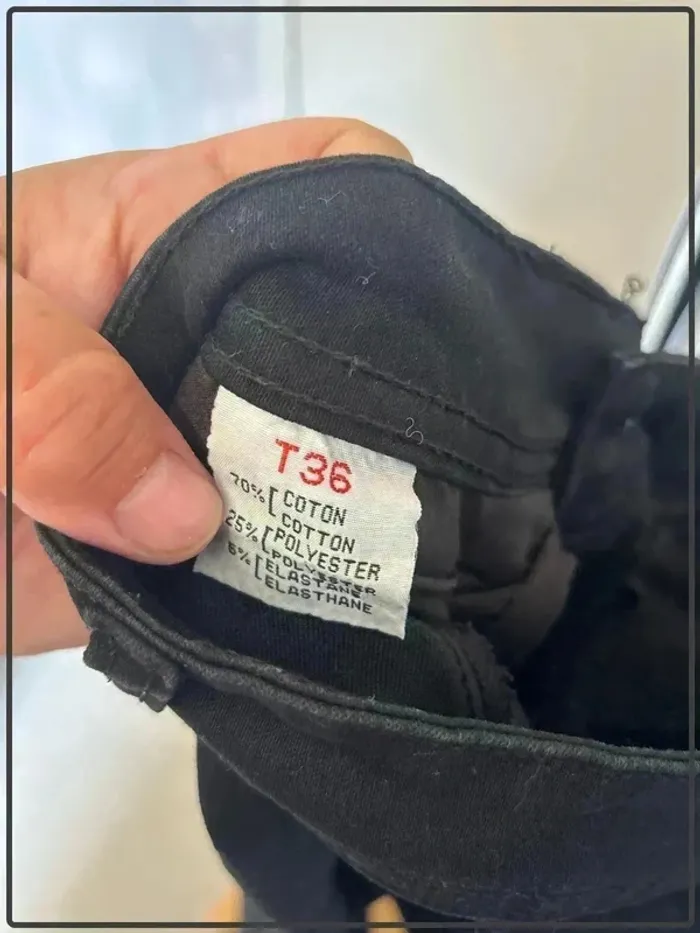 T36
70% [ COTON
COTTON
25% [ POLYESTER
POLYESTER
5% [ ELASTANE
ELASTHANE